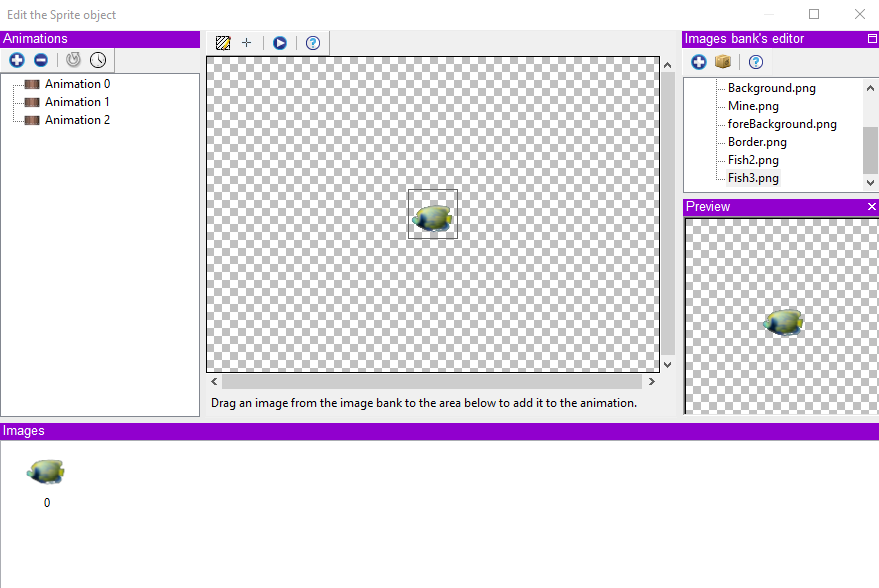 Edit the Sprite object
Animations
Animation 0
Animation 1
Animation 2
Drag an image from the image bank to the area below to add it to the animation.
Images bank's editor
Background.png
Mine.png
foreBackground.png
Border.png
Fish2.png
Fish3.png
Preview
Images
0